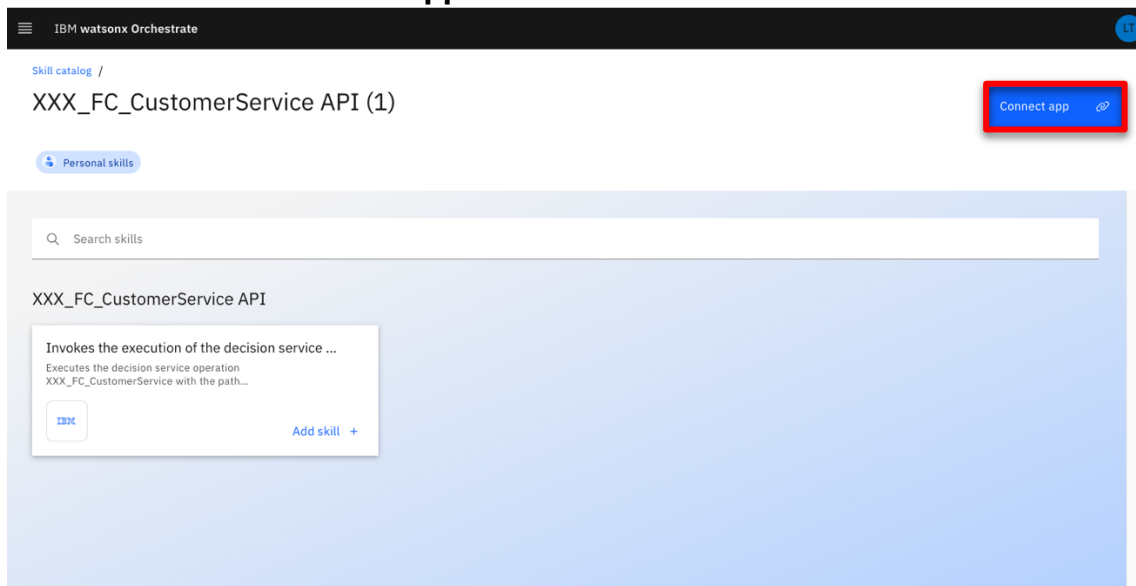 IBM watsonx Orchestrate
LT
Skill catalog /
XXX_FC_CustomerService API (1)
Connect app
Personal skills
Search skills
XXX_FC_CustomerService API
Invokes the execution of the decision service ...
Executes the decision service operation
XXX_FC_CustomerService with the path...
IBM
Add skill +